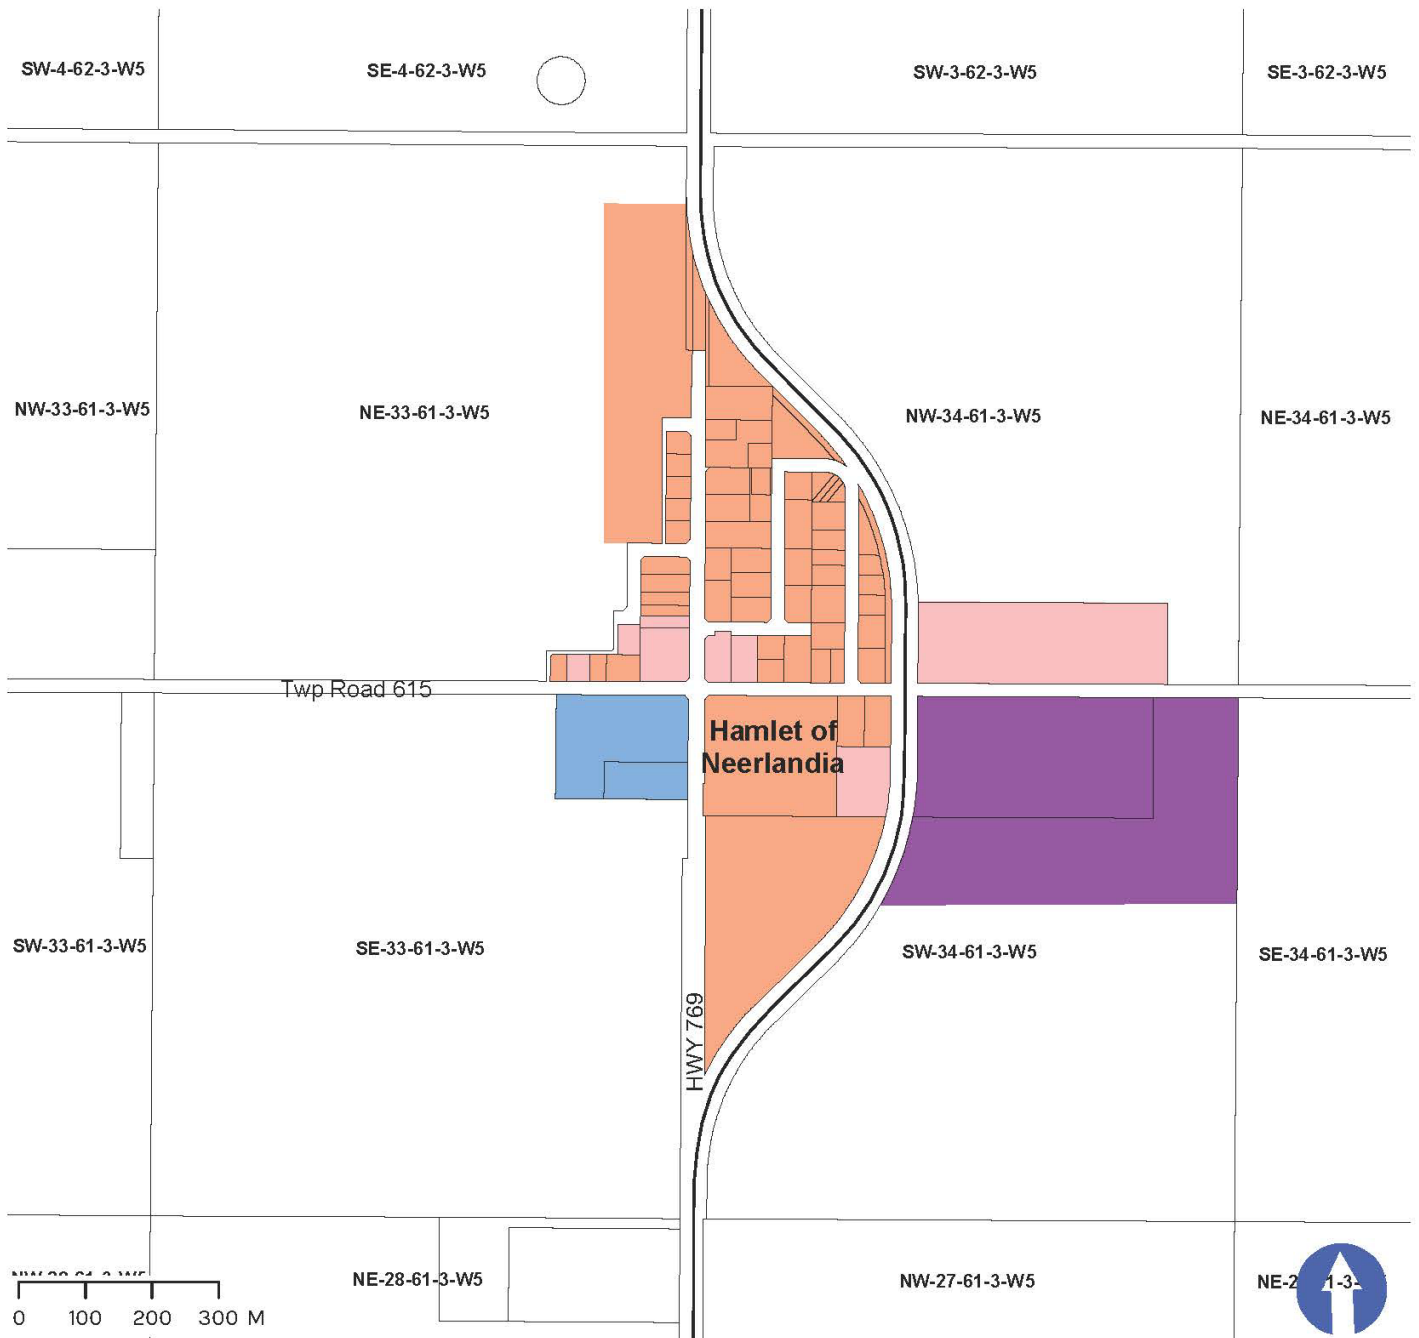 SW-4-62-3-W5
SE-4-62-3-W5
SW-3-62-3-W5
SE-3-62-3-W5
NW-33-61-3-W5
NE-33-61-3-W5
NW-34-61-3-W5
NE-34-61-3-W5
Twp Road 615
Hamlet of
Neerlandia
SW-33-61-3-W5
SE-33-61-3-W5
SW-34-61-3-W5
SE-34-61-3-W5
HWY 769
NE-28-61-3-W5
NW-27-61-3-W5
0 100 200 300 M